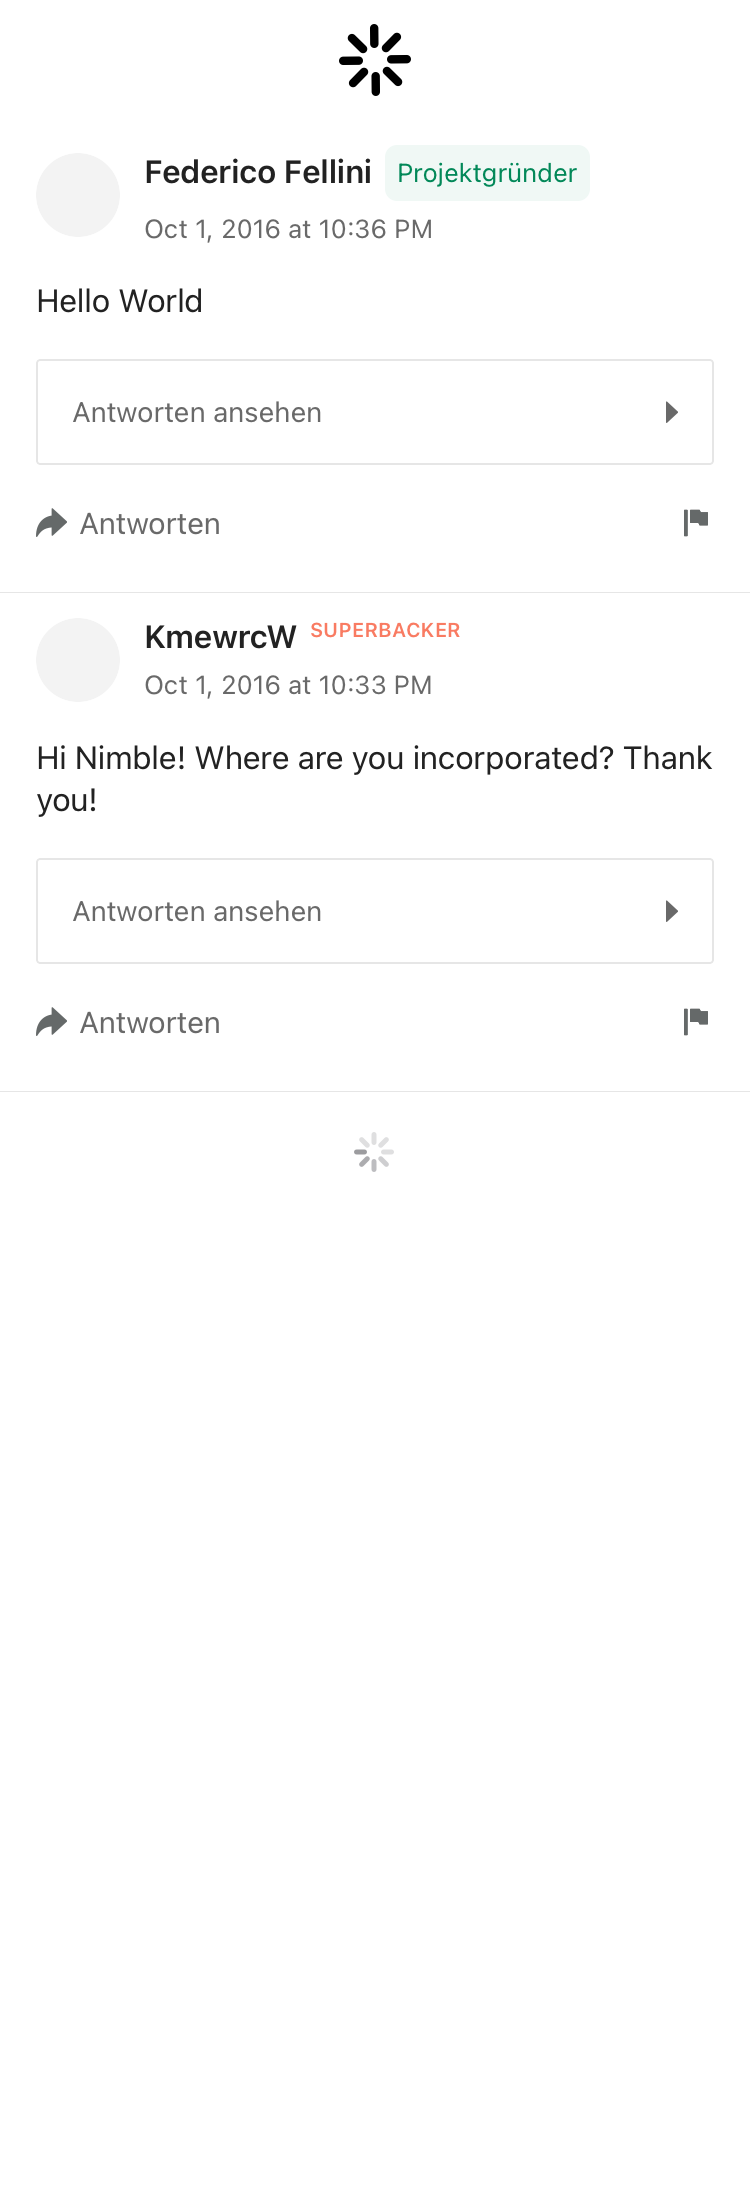 Federico Fellini Projektgründer
Oct 1, 2016 at 10:36 PM
Hello World
Antworten ansehen
Antworten
KmewrcW SUPERBACKER
Oct 1, 2016 at 10:33 PM
Hi Nimble! Where are you incorporated? Thank
you!
Antworten ansehen
Antworten